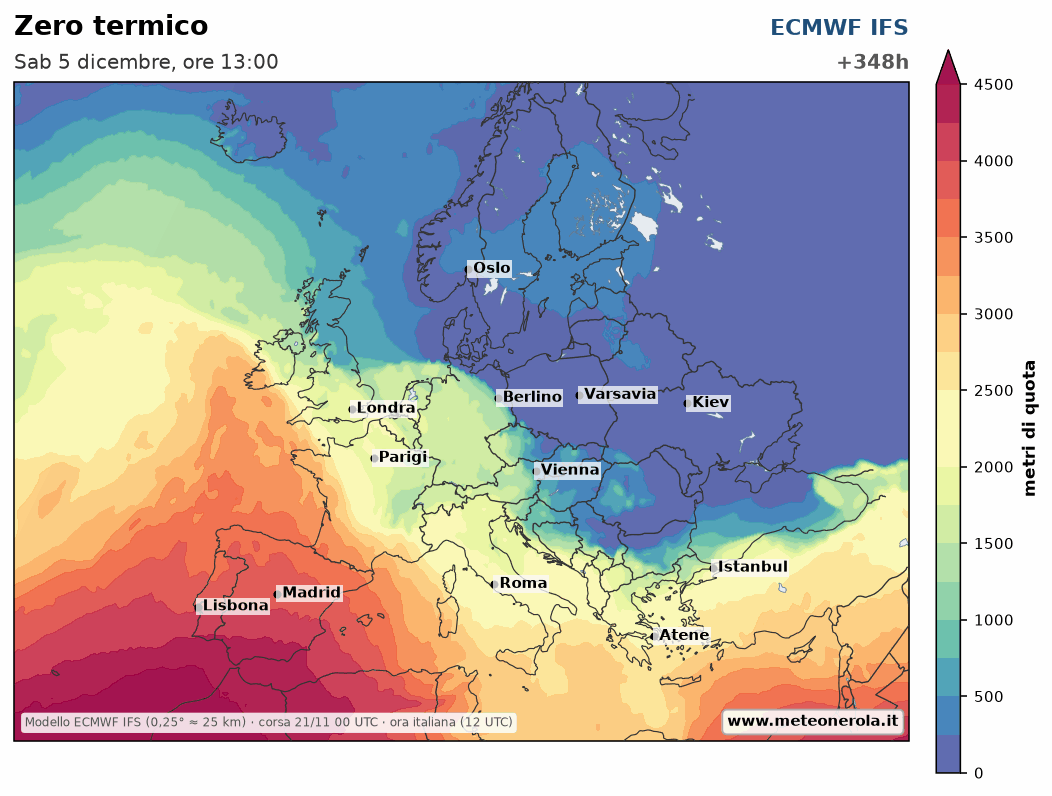 Zero termico
ECMWF IFS
Sab 5 dicembre, ore 13:00
+348h
4500
4000
3500
3000
2500
2000
1500
1000
500
0
metri di quota
Oslo
Berlino
Varsavia
Kiev
Londra
Parigi
Vienna
Istanbul
Roma
Madrid
Lisbona
Atene
Modello ECMWF IFS (0,25° ≈ 25 km) · corsa 21/11 00 UTC · ora italiana (12 UTC)
www.meteonerola.it